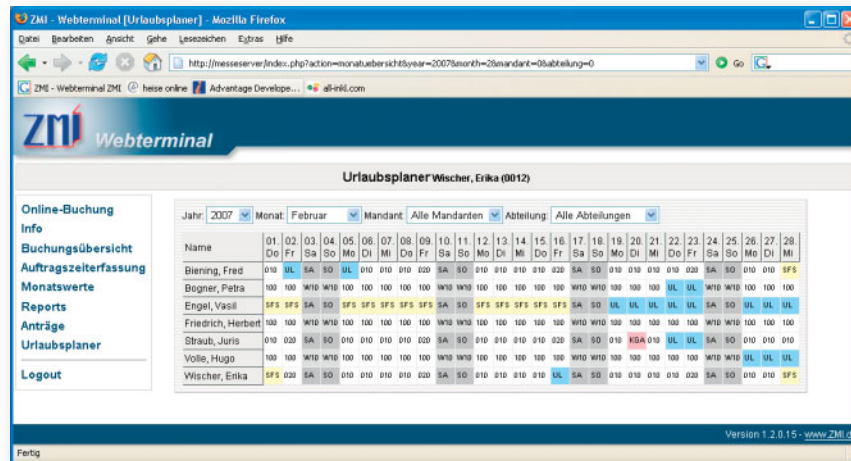 ZMI - Webterminal [Urlaubsplaner] - Mozilla Firefox
Datei Bearbeiten Ansicht Gehe Lesezeichen Extras Hilfe
http://messeserver/index.php?action=monatuebersicht&year=2007&month=2&mandant=0&abteilung=0 Go
ZMI - Webterminal ZMI heise online Advantage Develope... all-inkl.com
ZMI Webterminal
Urlaubsplaner Wischer, Erika (0012)
Online-Buchung
Info
Buchungsübersicht
Auftragszeiterfassung
Monatswerte
Reports
Anträge
Urlaubsplaner
Logout
Jahr: 2007 Monat: Februar Mandant: Alle Mandanten Abteilung: Alle Abteilungen
Name 01. Do 02. Fr 03. Sa 04. So 05. Mo 06. Di 07. Mi 08. Do 09. Fr 10. Sa 11. So 12. Mo 13. Di 14. Mi 15. Do 16. Fr 17. Sa 18. So 19. Mo 20. Di 21. Mi 22. Do 23. Fr 24. Sa 25. So 26. Mo 27. Di 28. Mi
Biening, Fred 010 UL SA SO UL 010 010 010 020 SA SO 010 010 010 010 020 SA SO 010 010 010 010 020 SA SO 010 010 SFS
Bogner, Petra 100 100 W10 W10 100 100 100 100 100 W10 W10 100 100 100 100 100 W10 W10 100 100 100 UL UL W10 W10 100 100 100
Engel, Vasil SFS SFS SA SO SFS SFS SFS SFS SFS SA SO SFS SFS SFS SFS SFS SA SO UL UL UL UL UL SA SO UL UL UL
Friedrich, Herbert 100 100 W10 W10 100 100 100 100 100 W10 W10 100 100 100 100 100 W10 W10 100 100 100 100 100 W10 W10 100 100 100
Straub, Juris 010 020 SA SO 010 010 010 010 020 SA SO 010 010 010 010 020 SA SO 010 KGA 010 UL UL SA SO 010 010 010
Volle, Hugo 100 100 W10 W10 100 100 100 100 100 W10 W10 100 100 100 100 100 W10 W10 100 100 100 100 100 W10 W10 UL UL UL
Wischer, Erika SFS 020 SA SO 010 010 010 010 020 SA SO 010 010 010 010 UL SA SO 010 010 010 010 020 SA SO 010 010 SFS
Version 1.2.0.15 - www.ZMI.d
Fertig